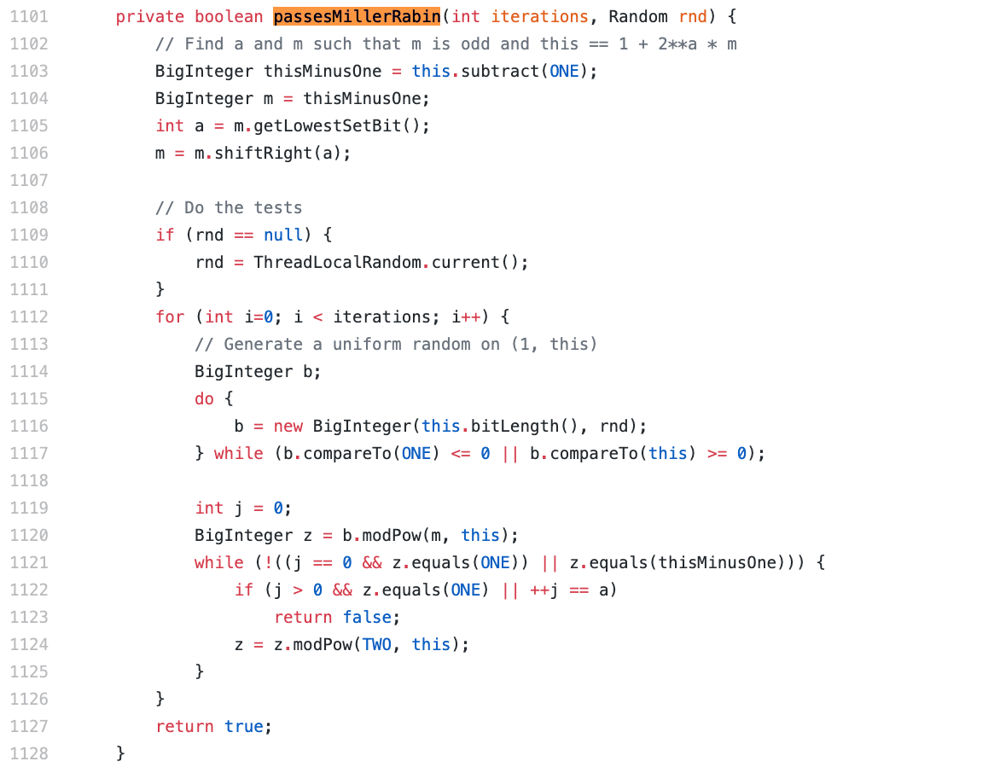 1101 private boolean passesMillerRabin(int iterations, Random rnd) {
1102 // Find a and m such that m is odd and this == 1 + 2**a * m
1103 BigInteger thisMinusOne = this.subtract(ONE);
1104 BigInteger m = thisMinusOne;
1105 int a = m.getLowestSetBit();
1106 m = m.shiftRight(a);
1107
1108 // Do the tests
1109 if (rnd == null) {
1110 rnd = ThreadLocalRandom.current();
1111 }
1112 for (int i=0; i < iterations; i++) {
1113 // Generate a uniform random on (1, this)
1114 BigInteger b;
1115 do {
1116 b = new BigInteger(this.bitLength(), rnd);
1117 } while (b.compareTo(ONE) <= 0 || b.compareTo(this) >= 0);
1118
1119 int j = 0;
1120 BigInteger z = b.modPow(m, this);
1121 while (!((j == 0 && z.equals(ONE)) || z.equals(thisMinusOne))) {
1122 if (j > 0 && z.equals(ONE) || ++j == a)
1123 return false;
1124 z = z.modPow(TWO, this);
1125 }
1126 }
1127 return true;
1128 }